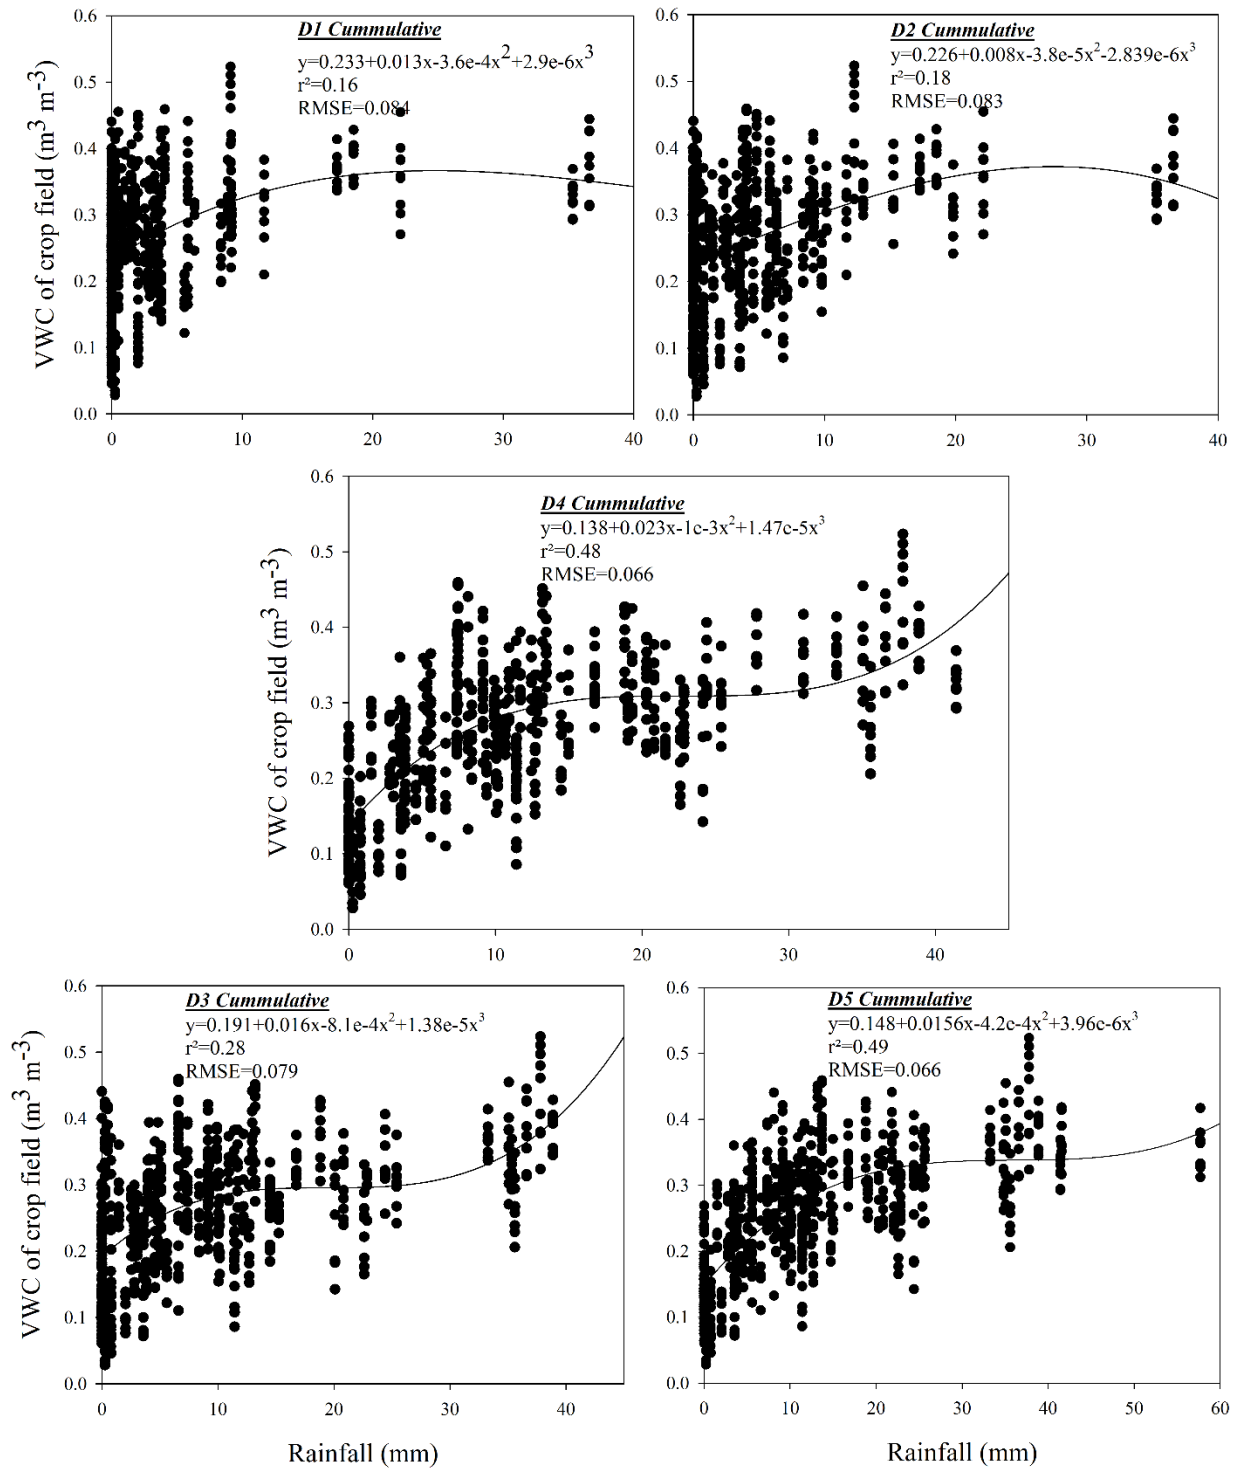 D1 Cummulative
y=0.233+0.013x-3.6e-4x²+2.9e-6x³
r²=0.16
RMSE=0.084
VWC of crop field (m³ m⁻³)
0.6
0.5
0.4
0.3
0.2
0.1
0.0
0 10 20 30 40
D2 Cummulative
y=0.226+0.008x-3.8e-5x²-2.839e-6x³
r²=0.18
RMSE=0.083
0.6
0.5
0.4
0.3
0.2
0.1
0.0
0 10 20 30 40
D4 Cummulative
y=0.138+0.023x-1c-3x²+1.47c-5x³
r²=0.48
RMSE=0.066
VWC of crop field (m³ m⁻³)
0.6
0.5
0.4
0.3
0.2
0.1
0.0
0 10 20 30 40
D3 Cummulative
y=0.191+0.016x-8.1e-4x²+1.38e-5x³
r²=0.28
RMSE=0.079
VWC of crop field (m³ m⁻³)
0.6
0.5
0.4
0.3
0.2
0.1
0.0
0 10 20 30 40
Rainfall (mm)
D5 Cummulative
y=0.148+0.0156x-4.2c-4x²+3.96c-6x³
r²=0.49
RMSE=0.066
0.6
0.5
0.4
0.3
0.2
0.1
0.0
0 10 20 30 40 50 60
Rainfall (mm)